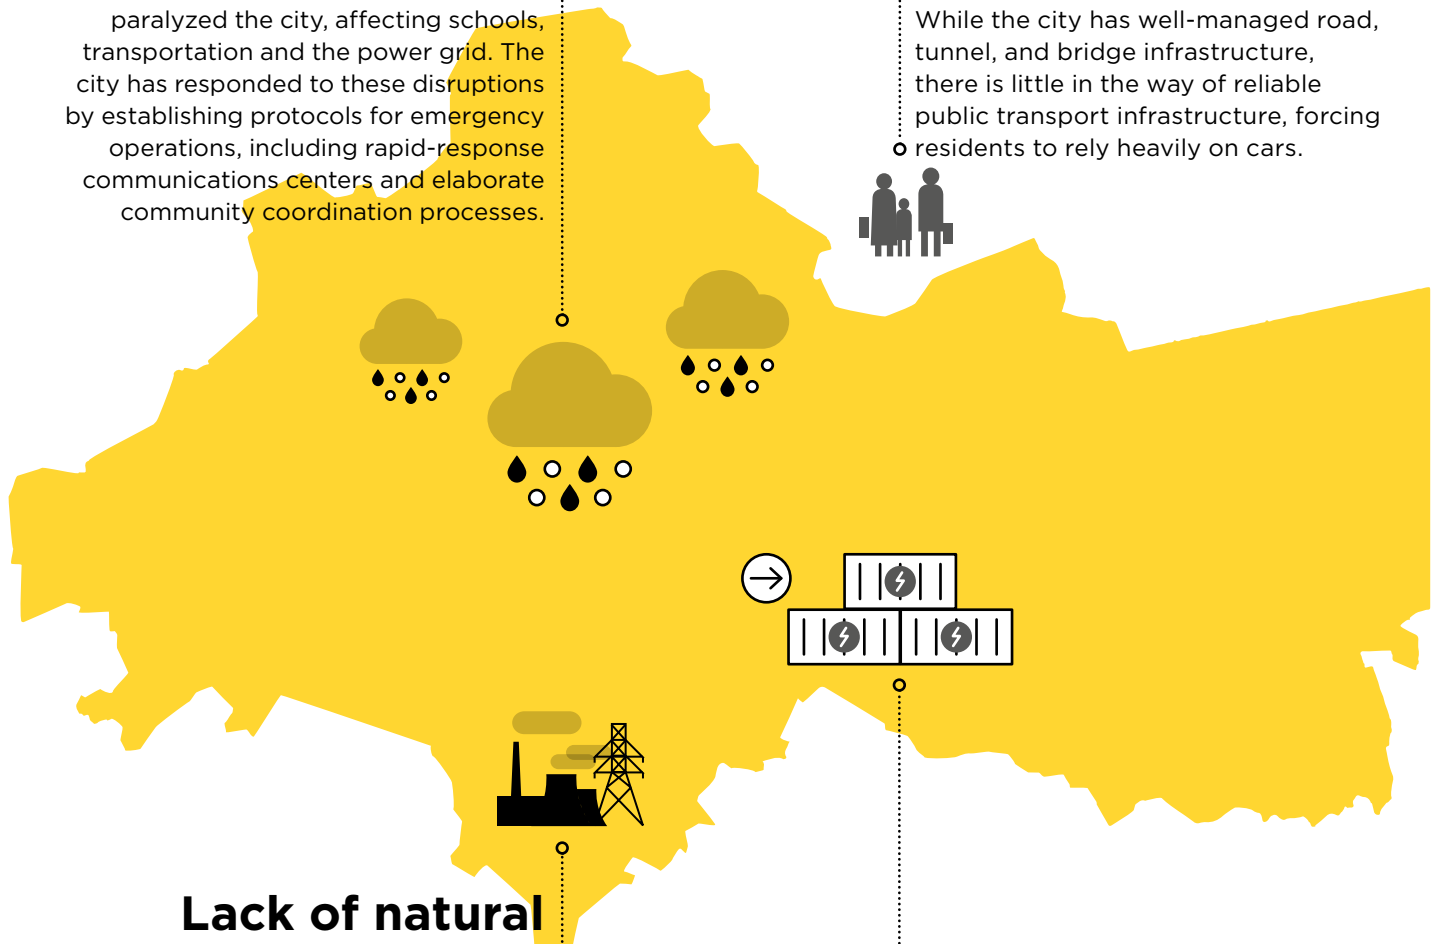 paralyzed the city, affecting schools,
transportation and the power grid. The
city has responded to these disruptions
by establishing protocols for emergency
operations, including rapid-response
communications centers and elaborate
community coordination processes.
While the city has well-managed road,
tunnel, and bridge infrastructure,
there is little in the way of reliable
public transport infrastructure, forcing
residents to rely heavily on cars.
Lack of natural